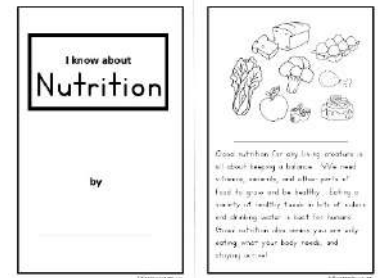 I know about
Nutrition
by
Good nutrition for any living creature is
all about keeping a balance. We need
vitamins, minerals, and other parts of
food to grow and be healthy. Eating a
variety of healthy foods in lots of colors
and drinking water is best for humans.
Good nutrition also means you are only
eating what your body needs, and
staying active!